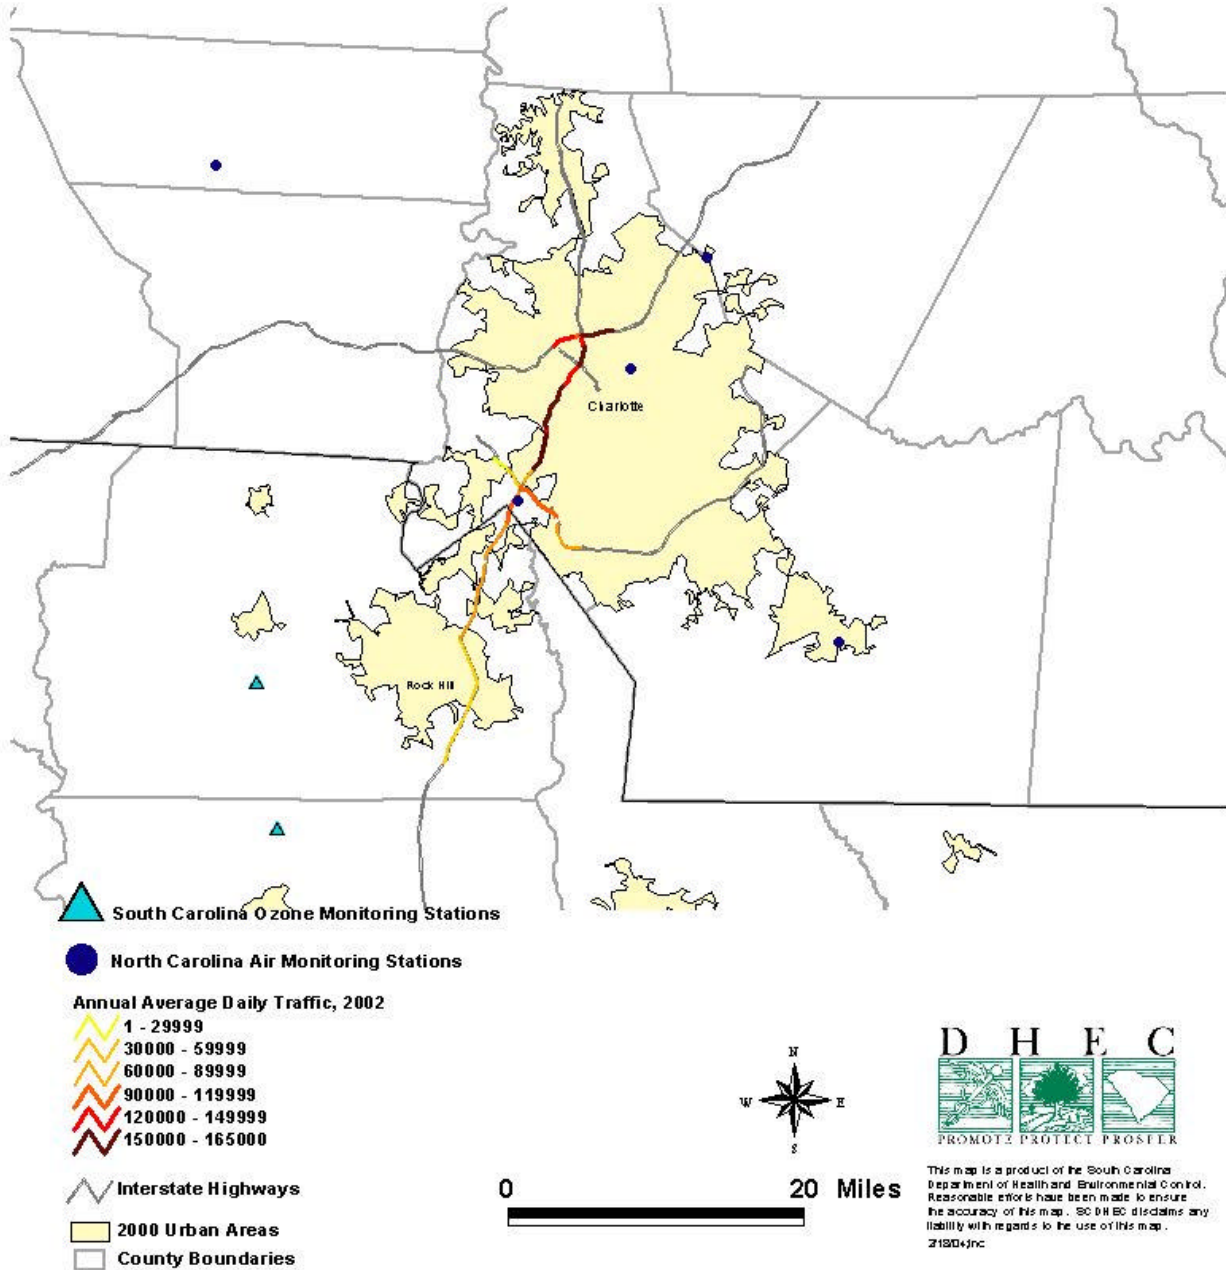 Charlotte
Rock Hill
South Carolina Ozone Monitoring Stations
North Carolina Air Monitoring Stations
Annual Average Daily Traffic, 2002
1 - 29999
30000 - 59999
60000 - 89999
90000 - 119999
120000 - 149999
150000 - 165000
Interstate Highways
2000 Urban Areas
County Boundaries
N
W E
S
0 20 Miles
D H E C
PROMOTE PROTECT PROSPER
This map is a product of the South Carolina
Department of Health and Environmental Control.
Reasonable efforts have been made to ensure
the accuracy of this map. SC DHEC disclaims any
liability with regards to the use of this map.